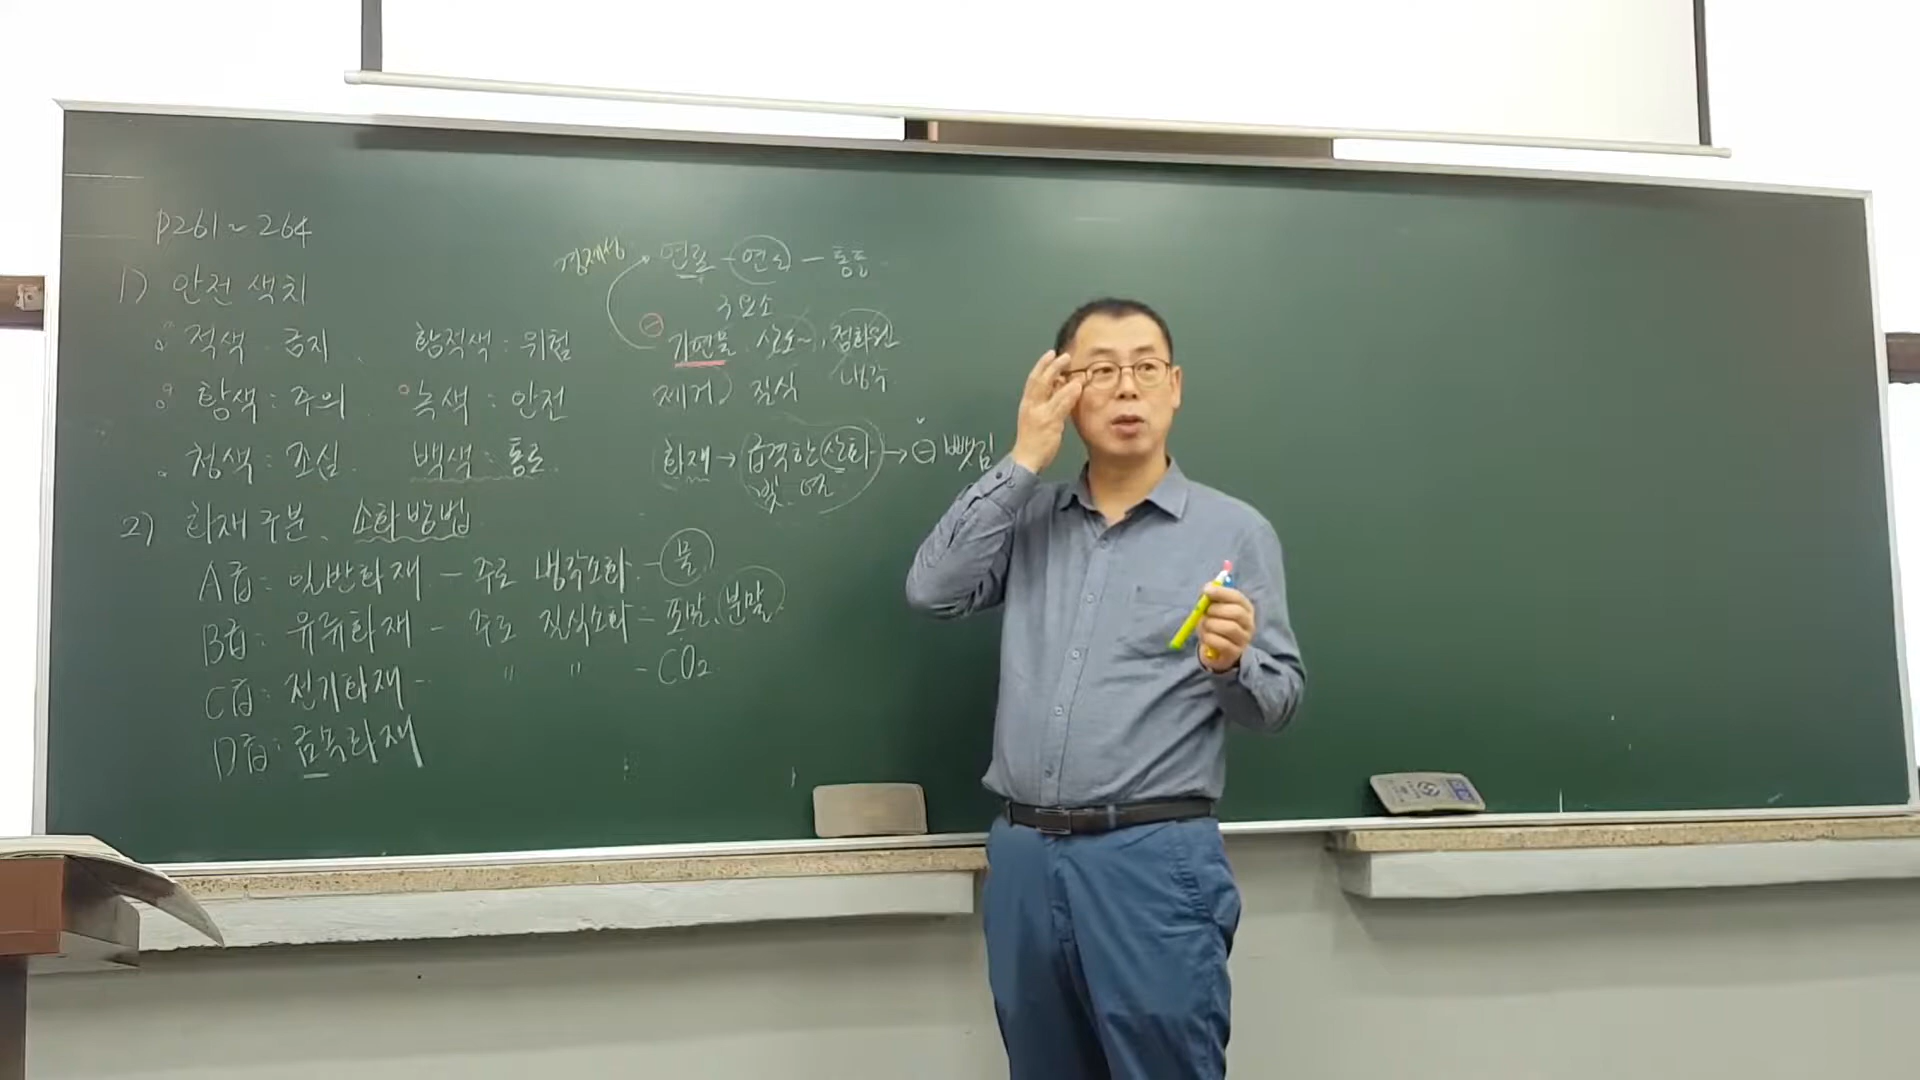 P261~264
1) 안전 색치
적색 금지 황적색 : 위험
황색 : 주의 녹색 : 안전
청색 : 조심 백색 : 통로
2) 화재구분, 소화방법
A급 : 일반화재 - 주로 냉각소화 - 물
B급 : 유류화재 - 주로 질식소화 - 포말, 분말
C급 : 전기화재 - " " - CO₂
D급 : 금속화재
경제성 연료 - 연소 -
3요소
가연물, 산소~, 점화원
제거 질식 냉각
화재 → 급격한 산화 → ⊖ 뺏김
빛 열